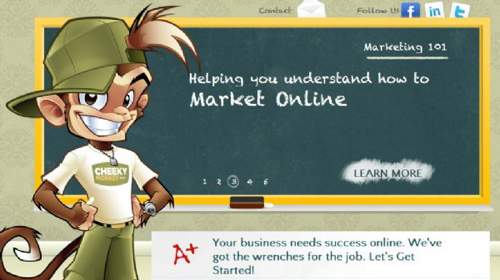 Contact
Follow Us
Marketing 101
Helping you understand how to
Market Online
CHEEKY
1 2 3 4 5
LEARN MORE
A+
Your business needs success online. We've
got the wrenches for the job. Let's Get
Started!